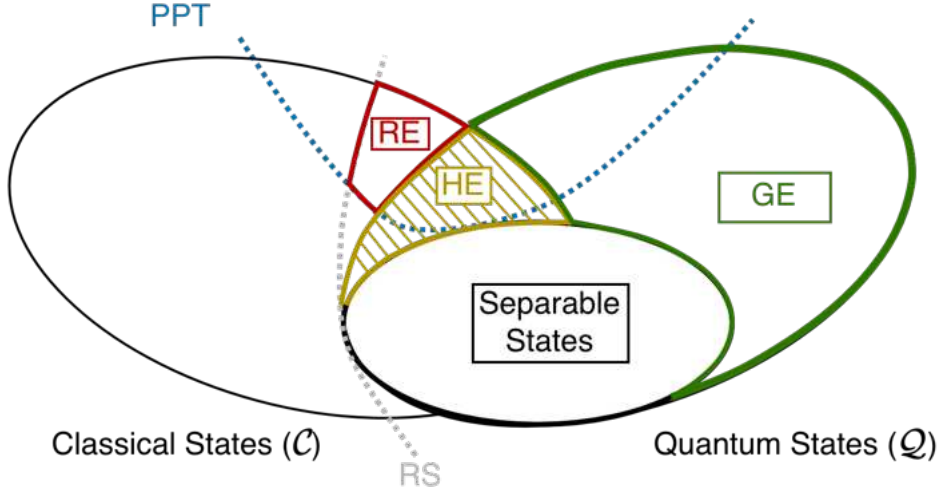 PPT
RE
HE
GE
Separable
States
Classical States (𝒞)
Quantum States (𝒬)
RS